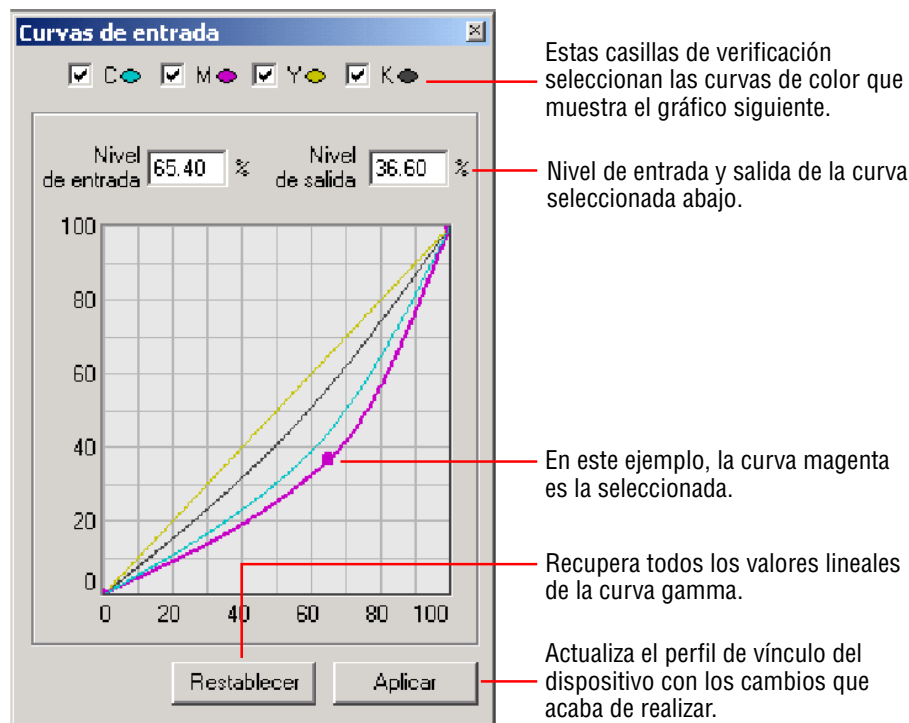 Curvas de entrada
C M Y K
Estas casillas de verificación
seleccionan las curvas de color que
muestra el gráfico siguiente.
Nivel
de entrada 65.40 %
Nivel
de salida 36.60 %
Nivel de entrada y salida de la curva
seleccionada abajo.
100
80
60
40
20
0
0 20 40 60 80 100
En este ejemplo, la curva magenta
es la seleccionada.
Recupera todos los valores lineales
de la curva gamma.
Restablecer Aplicar
Actualiza el perfil de vínculo del
dispositivo con los cambios que
acaba de realizar.